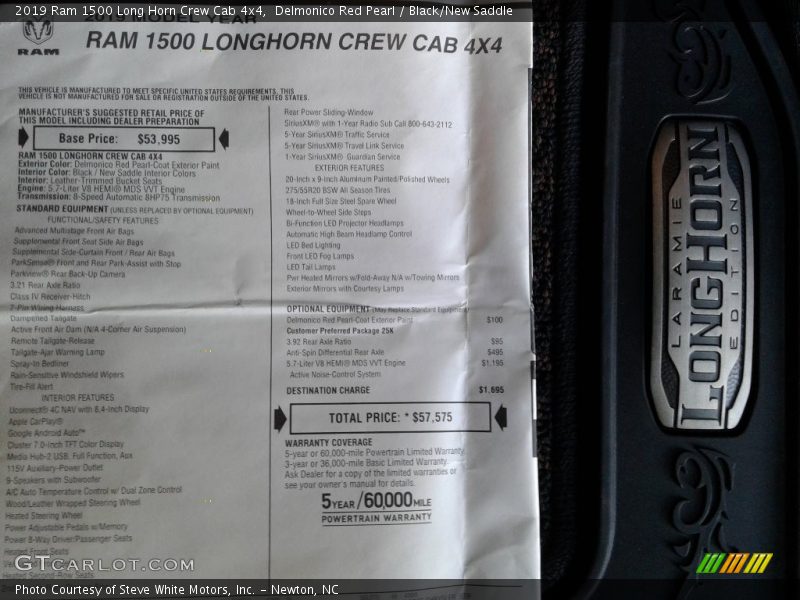 2019 Ram 1500 Long Horn Crew Cab 4x4, Delmonico Red Pearl / Black/New Saddle
2019 MODEL YEAR
RAM 1500 LONGHORN CREW CAB 4X4
RAM
THIS VEHICLE IS MANUFACTURED TO MEET SPECIFIC UNITED STATES REQUIREMENTS. THIS
VEHICLE IS NOT MANUFACTURED FOR SALE OR REGISTRATION OUTSIDE OF THE UNITED STATES.
MANUFACTURER'S SUGGESTED RETAIL PRICE OF
THIS MODEL INCLUDING DEALER PREPARATION
Base Price: $53,995
RAM 1500 LONGHORN CREW CAB 4X4
Exterior Color: Delmonico Red Pearl-Coat Exterior Paint
Interior Color: Black / New Saddle Interior Colors
Interior: Leather-Trimmed Bucket Seats
Engine: 5.7-Liter V8 HEMI® MDS VVT Engine
Transmission: 8-Speed Automatic 8HP75 Transmission
STANDARD EQUIPMENT (UNLESS REPLACED BY OPTIONAL EQUIPMENT)
FUNCTIONAL/SAFETY FEATURES
Advanced Multistage Front Air Bags
Supplemental Front Seat Side Air Bags
Supplemental Side-Curtain Front / Rear Air Bags
ParkSense® Front and Rear Park-Assist with Stop
Parkview® Rear Back-Up Camera
3.21 Rear Axle Ratio
Class IV Receiver-Hitch
7-Pin Wiring Harness
Dampened Tailgate
Active Front Air Dam (N/A 4-Corner Air Suspension)
Remote Tailgate-Release
Tailgate-Ajar Warning Lamp
Spray-In Bedliner
Rain-Sensitive Windshield Wipers
Tire-Fill Alert
INTERIOR FEATURES
Uconnect® 4C NAV with 8.4-Inch Display
Apple CarPlay®
Google Android Auto™
Cluster 7.0-Inch TFT Color Display
Media Hub-2 USB, Full Function, Aux
115V Auxiliary-Power Outlet
9-Speakers with Subwoofer
A/C Auto Temperature Control w/ Dual Zone Control
Wood/Leather Wrapped Steering Wheel
Heated Steering Wheel
Power Adjustable Pedals w/Memory
Power 8-Way Driver/Passenger Seats
Heated Front Seats
Heated Second-Row Seats
Rear Power Sliding-Window
SiriusXM® with 1-Year Radio Sub Call 800-643-2112
5-Year SiriusXM® Traffic Service
5-Year SiriusXM® Travel Link Service
1-Year SiriusXM® Guardian Service
EXTERIOR FEATURES
20-Inch x 9-Inch Aluminum Painted/Polished Wheels
275/55R20 BSW All Season Tires
18-Inch Full Size Steel Spare Wheel
Wheel-to-Wheel Side Steps
Bi-Function LED Projector Headlamps
Automatic High Beam Headlamp Control
LED Bed Lighting
Front LED Fog Lamps
LED Tail Lamps
Pwr Heated Mirrors w/Fold-Away N/A w/Towing Mirrors
Exterior Mirrors with Courtesy Lamps
OPTIONAL EQUIPMENT (May Replace Standard Equipment)
Delmonico Red Pearl-Coat Exterior Paint $100
Customer Preferred Package 25K
3.92 Rear Axle Ratio $95
Anti-Spin Differential Rear Axle $495
5.7-Liter V8 HEMI® MDS VVT Engine $1,195
Active Noise-Control System
DESTINATION CHARGE $1,695
TOTAL PRICE: * $57,575
WARRANTY COVERAGE
5-year or 60,000-mile Powertrain Limited Warranty.
3-year or 36,000-mile Basic Limited Warranty.
Ask Dealer for a copy of the limited warranties or
see your owner's manual for details.
5YEAR/60,000MILE
POWERTRAIN WARRANTY
LARAMIE
LONGHORN
EDITION
GTCARLOT.COM
Photo Courtesy of Steve White Motors, Inc. – Newton, NC